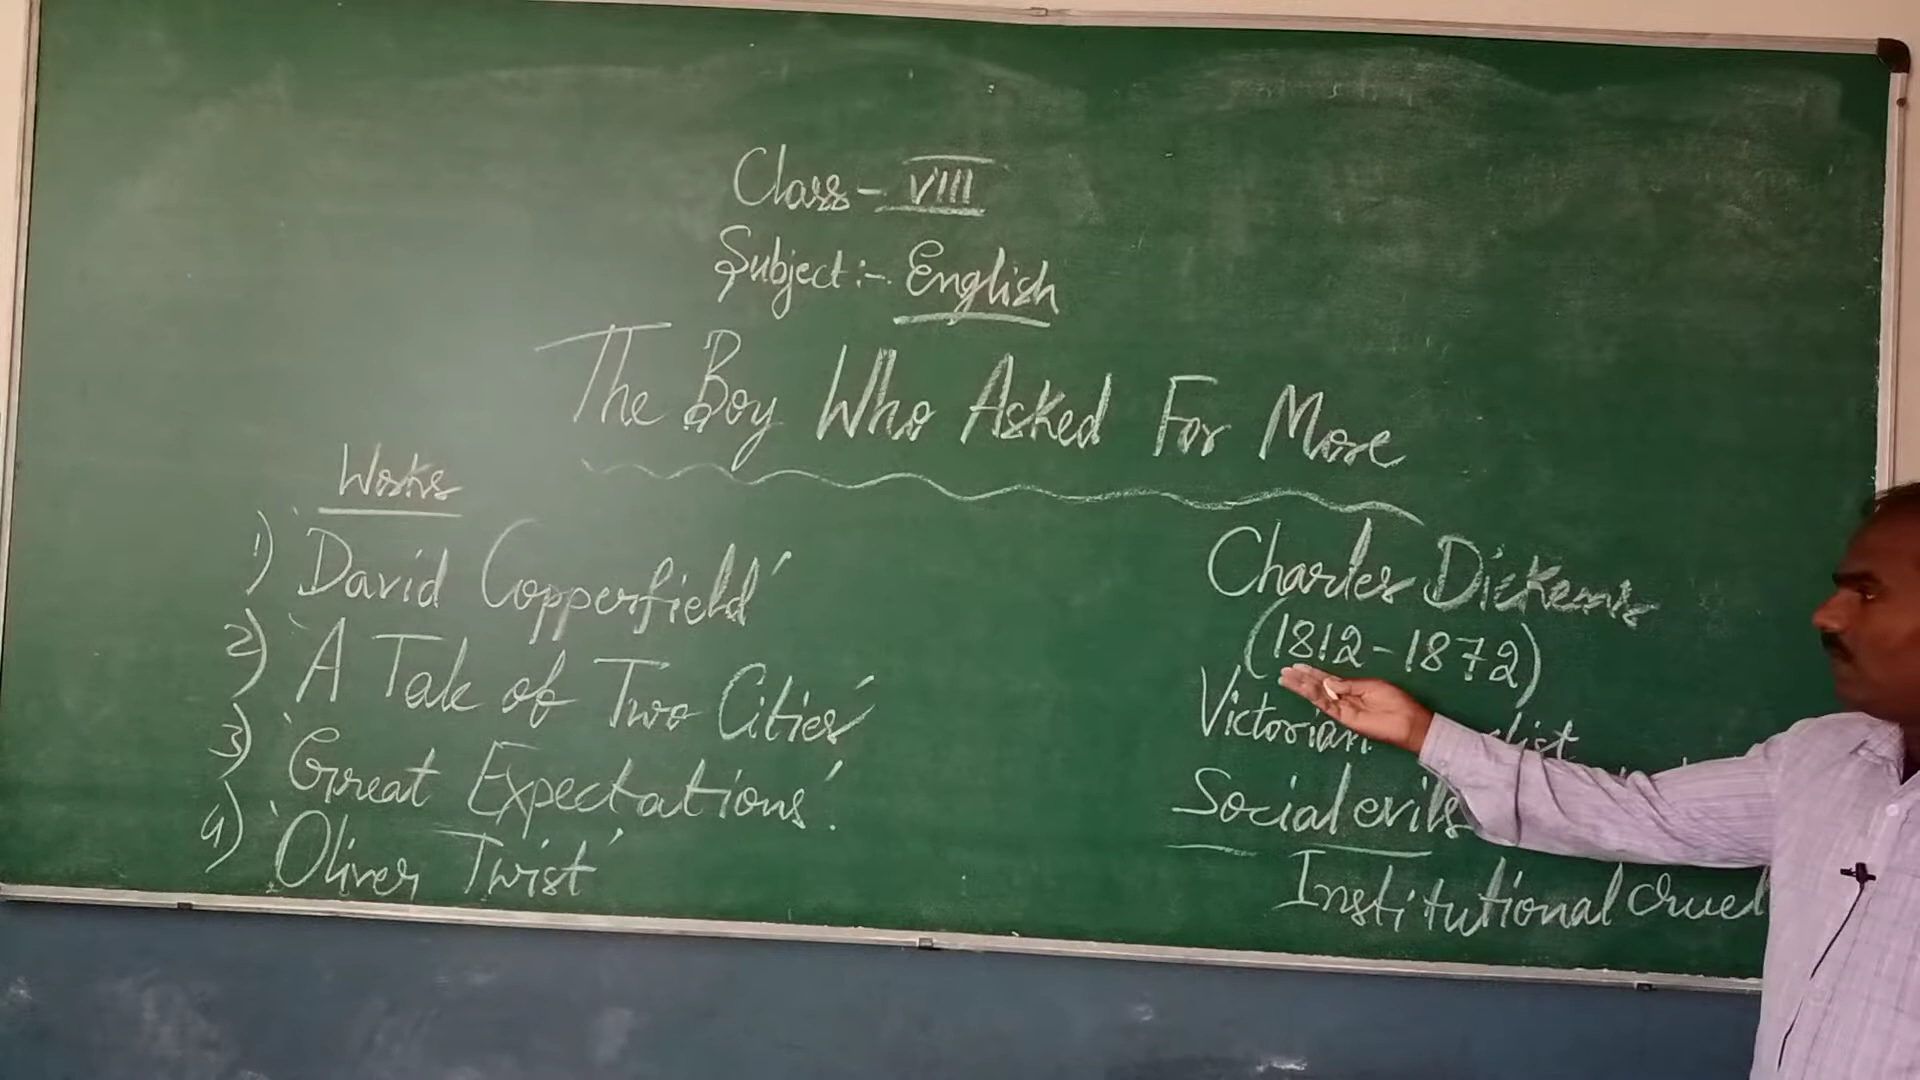 Class - VIII
Subject :- English
The Boy Who Asked For More
Works
1) 'David Copperfield'
2) 'A Tale of Two Cities'
3) 'Great Expectations'.
4) 'Oliver Twist'
Charles Dickens
(1812-1872)
Victorian
Social evils
Institutional